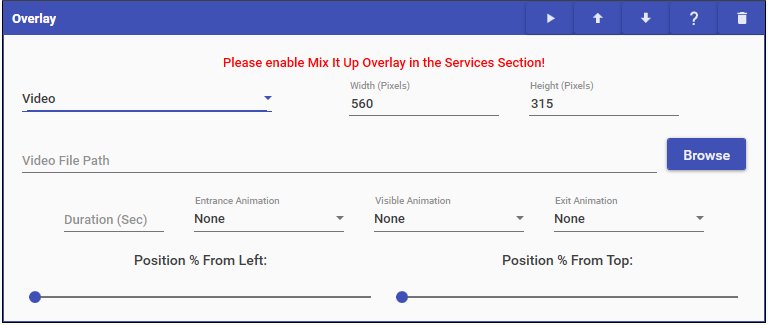 Overlay
?
Please enable Mix It Up Overlay in the Services Section!
Width (Pixels) Height (Pixels)
Video 560 315
Video File Path Browse
Entrance Animation Visible Animation Exit Animation
Duration (Sec) None None None
Position % From Left: Position % From Top: